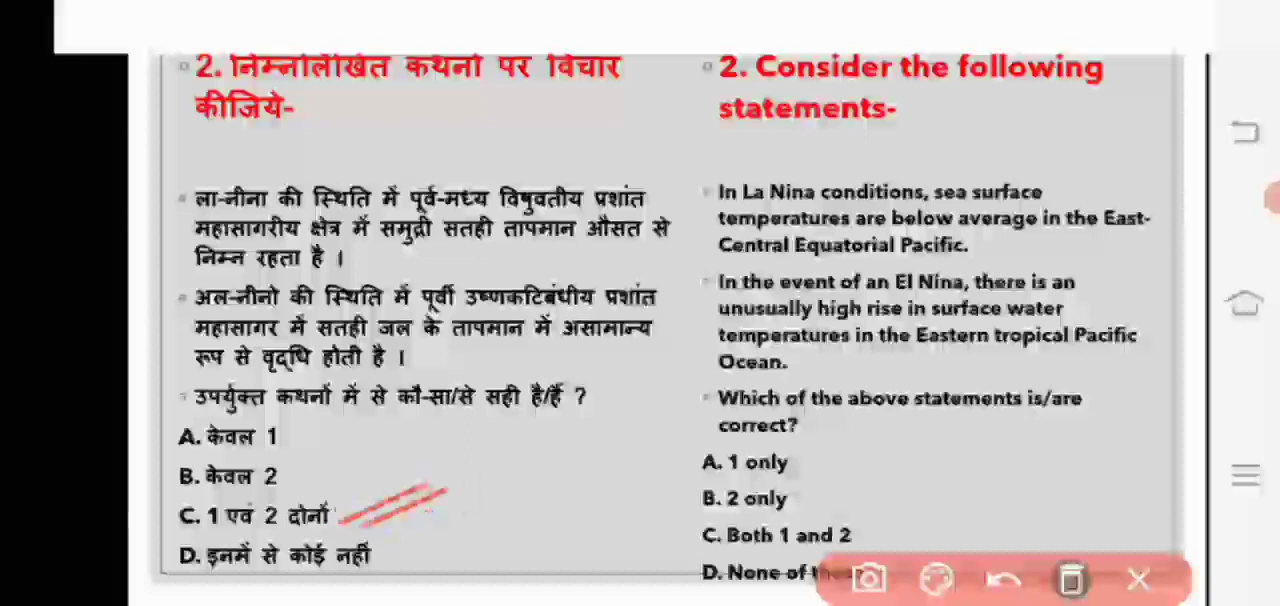 2. निम्नलिखित कथनों पर विचार
कीजिये-
ला-नीना की स्थिति में पूर्व-मध्य विषुवतीय प्रशांत
महासागरीय क्षेत्र में समुद्री सतही तापमान औसत से
निम्न रहता है ।
अल-नीनो की स्थिति में पूर्वी उष्णकटिबंधीय प्रशांत
महासागर में सतही जल के तापमान में असामान्य
रूप से वृद्धि होती है ।
उपर्युक्त कथनों में से कौ-सा/से सही है/हैं ?
A. केवल 1
B. केवल 2
C. 1 एवं 2 दोनों
D. इनमें से कोई नहीं
2. Consider the following
statements-
In La Nina conditions, sea surface
temperatures are below average in the East-
Central Equatorial Pacific.
In the event of an El Nina, there is an
unusually high rise in surface water
temperatures in the Eastern tropical Pacific
Ocean.
Which of the above statements is/are
correct?
A. 1 only
B. 2 only
C. Both 1 and 2
D. None of